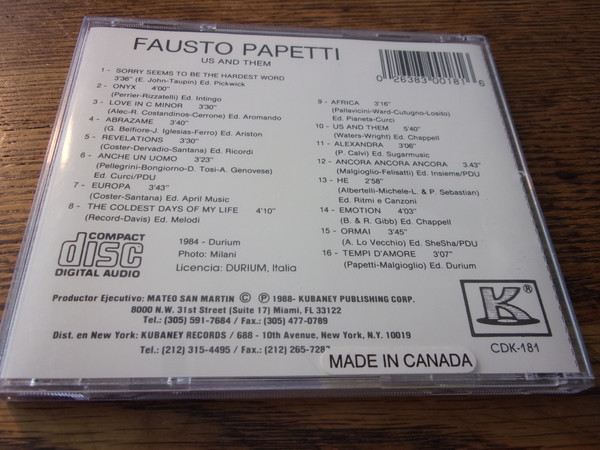 FAUSTO PAPETTI
US AND THEM
0 26383 00181 6
1 - SORRY SEEMS TO BE THE HARDEST WORD
3'36" (E. John-Taupin) Ed. Pickwick
2 - ONYX 4'00"
(Perrier-Rizzatelli) Ed. Intingo
3 - LOVE IN C MINOR 3'30"
(Alec-R. Costandinos-Cerrone) Ed. Aromando
4 - ABRAZAME 3'40"
(G. Belfiore-J. Iglesias-Ferro) Ed. Ariston
5 - REVELATIONS 3'30"
(Coster-Dervadio-Santana) Ed. Ricordi
6 - ANCHE UN UOMO 3'23"
(Pellegrini-Bongiorno-D. Tosi-A. Genovese)
Ed. Curci/PDU
7 - EUROPA 3'43"
(Coster-Santana) Ed. April Music
8 - THE COLDEST DAYS OF MY LIFE 4'10"
(Record-Davis) Ed. Melodi
9 - AFRICA 3'16"
(Pallavicini-Ward-Cutugno-Losito)
Ed. Pianeta-Curci
10 - US AND THEM 5'40"
(Waters-Wright) Ed. Chappell
11 - ALEXANDRA 3'06"
(P. Calvi) Ed. Sugarmusic
12 - ANCORA ANCORA ANCORA 3.43"
(Malgioglio-Felisatti) Ed. Insieme/PDU
13 - HE 2'58"
(Albertelli-Michele-L. & P. Sebastian)
Ed. Ritmi e Canzoni
14 - EMOTION 4'03"
(B. & R. Gibb) Ed. Chappell
15 - ORMAI 3'45"
(A. Lo Vecchio) Ed. SheSha/PDU
16 - TEMPI D'AMORE 3'07"
(Papetti-Malgioglio) Ed. Durium
COMPACT
disc
DIGITAL AUDIO
1984 - Durium
Photo: Milani
Licencia: DURIUM, Italia
Productor Ejecutivo: MATEO SAN MARTIN © ℗ 1988- KUBANEY PUBLISHING CORP.
8000 N.W. 31st Street (Suite 17) Miami, FL 33122
Tel.: (305) 591-7684 / Fax.: (305) 477-0789
Dist. en New York: KUBANEY RECORDS / 688 - 10th Avenue, New York, N.Y. 10019
Tel.: (212) 315-4495 / Fax.: (212) 265-728
MADE IN CANADA
K ®
CDK-181